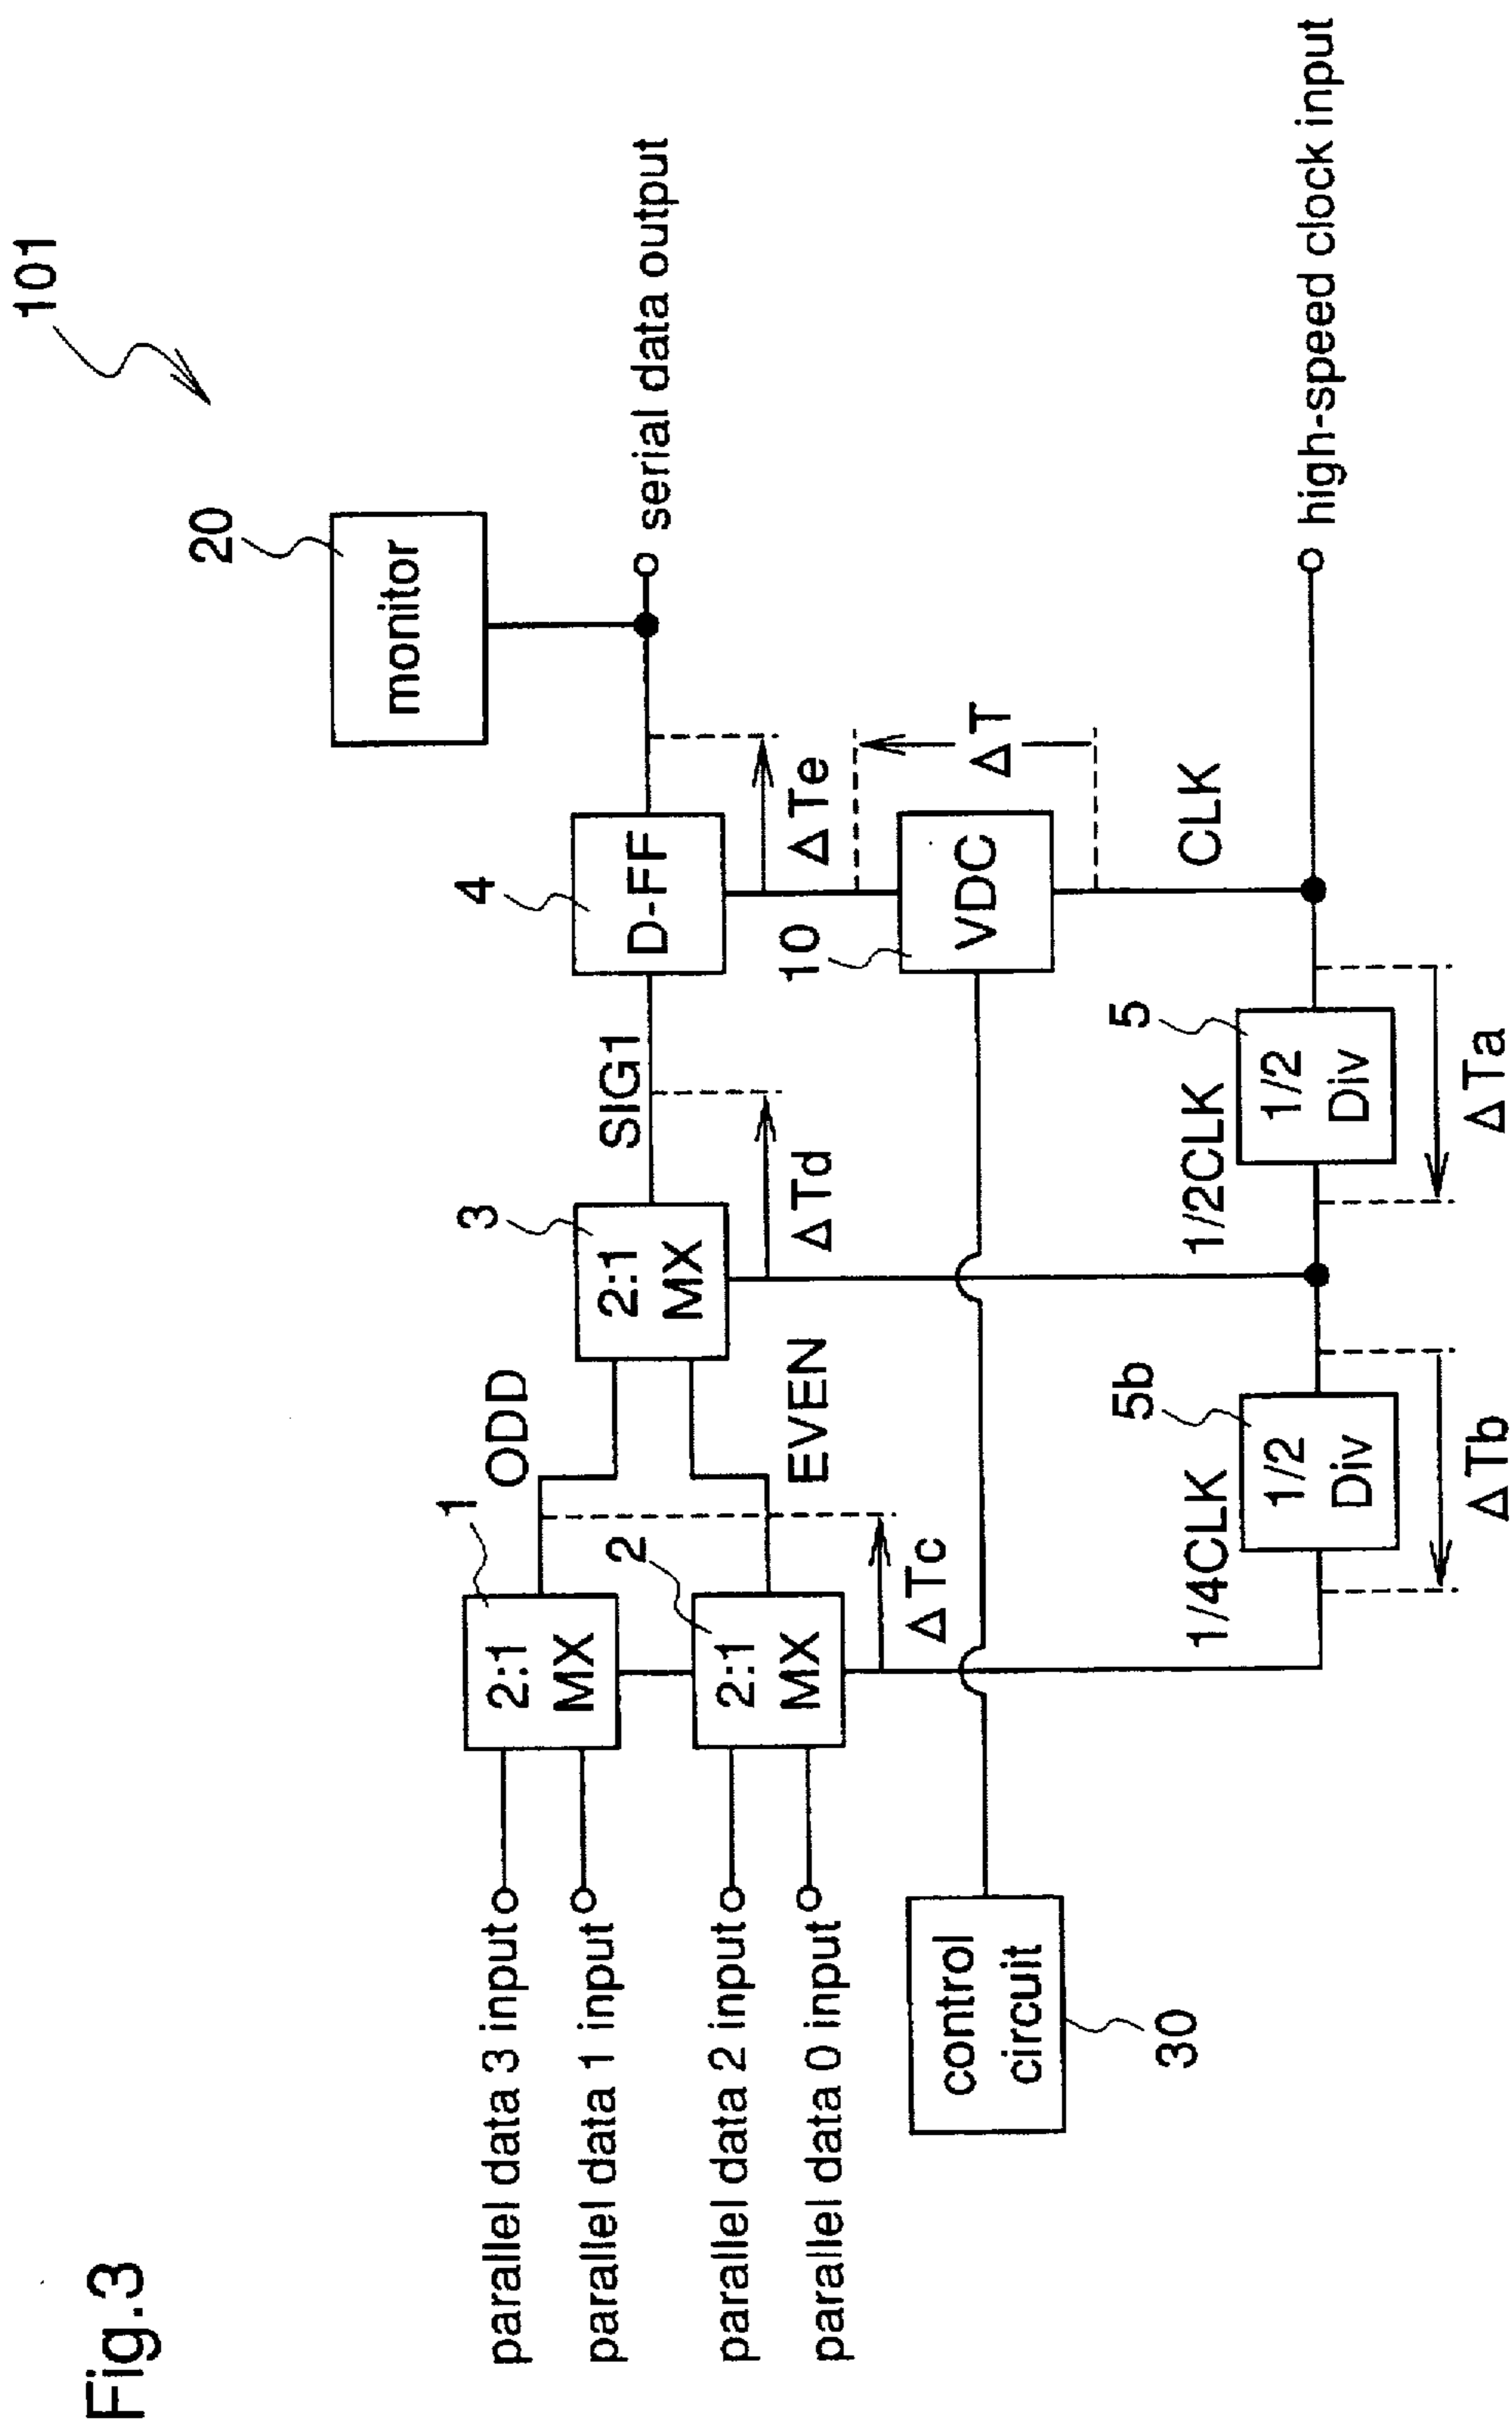 Fig.3
101
20
monitor
serial data output
4
D-FF
SIG1
3
2:1
MX
ODD
EVEN
1
2:1
MX
2
2:1
MX
parallel data 3 input
parallel data 1 input
parallel data 2 input
parallel data 0 input
ΔTc
ΔTd
ΔTe
ΔT
10
VDC
CLK
high-speed clock input
5
1/2
Div
1/2CLK
ΔTa
5b
1/2
Div
1/4CLK
ΔTb
control
circuit
30